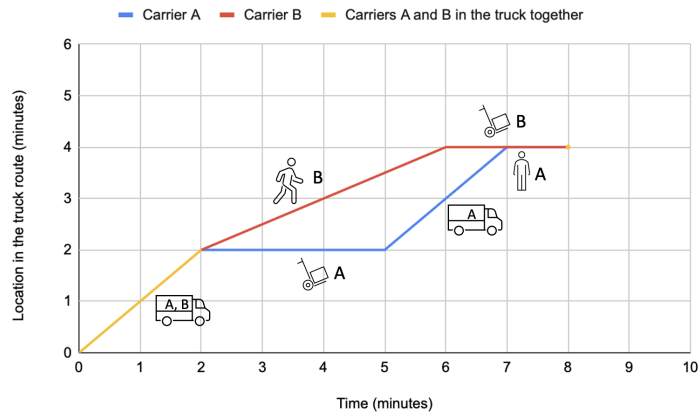 Carrier A Carrier B Carriers A and B in the truck together
Location in the truck route (minutes)
6
5
4
3
2
1
0
B
A
B
A
A
A, B
0 1 2 3 4 5 6 7 8 9 10
Time (minutes)